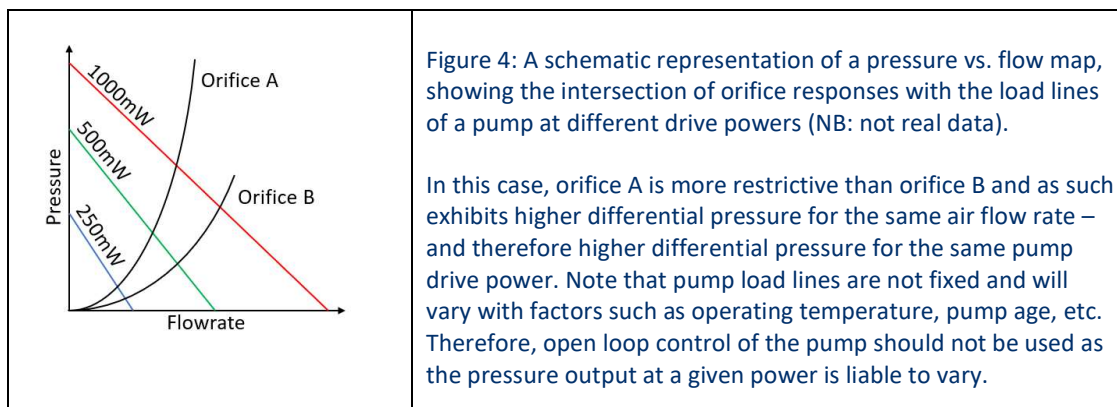 1000mW
Orifice A
500mW
Orifice B
250mW
Pressure
Flowrate
Figure 4: A schematic representation of a pressure vs. flow map,
showing the intersection of orifice responses with the load lines
of a pump at different drive powers (NB: not real data).
In this case, orifice A is more restrictive than orifice B and as such
exhibits higher differential pressure for the same air flow rate –
and therefore higher differential pressure for the same pump
drive power. Note that pump load lines are not fixed and will
vary with factors such as operating temperature, pump age, etc.
Therefore, open loop control of the pump should not be used as
the pressure output at a given power is liable to vary.